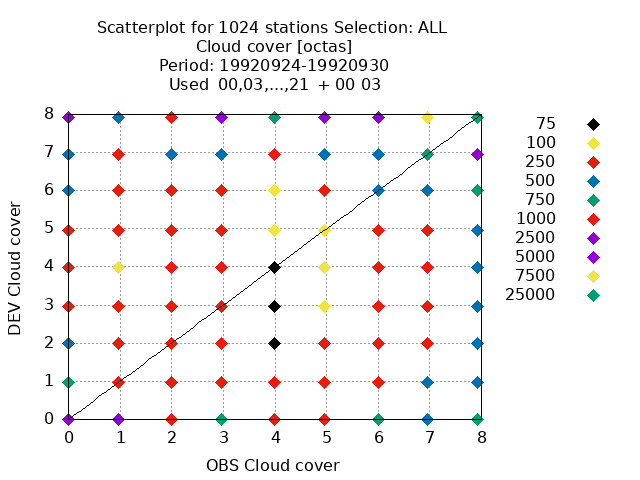 Scatterplot for 1024 stations Selection: ALL
Cloud cover [octas]
Period: 19920924-19920930
Used 00,03,...,21 + 00 03
8
7
6
5
4
3
2
1
0
DEV Cloud cover
0 1 2 3 4 5 6 7 8
OBS Cloud cover
75
100
250
500
750
1000
2500
5000
7500
25000